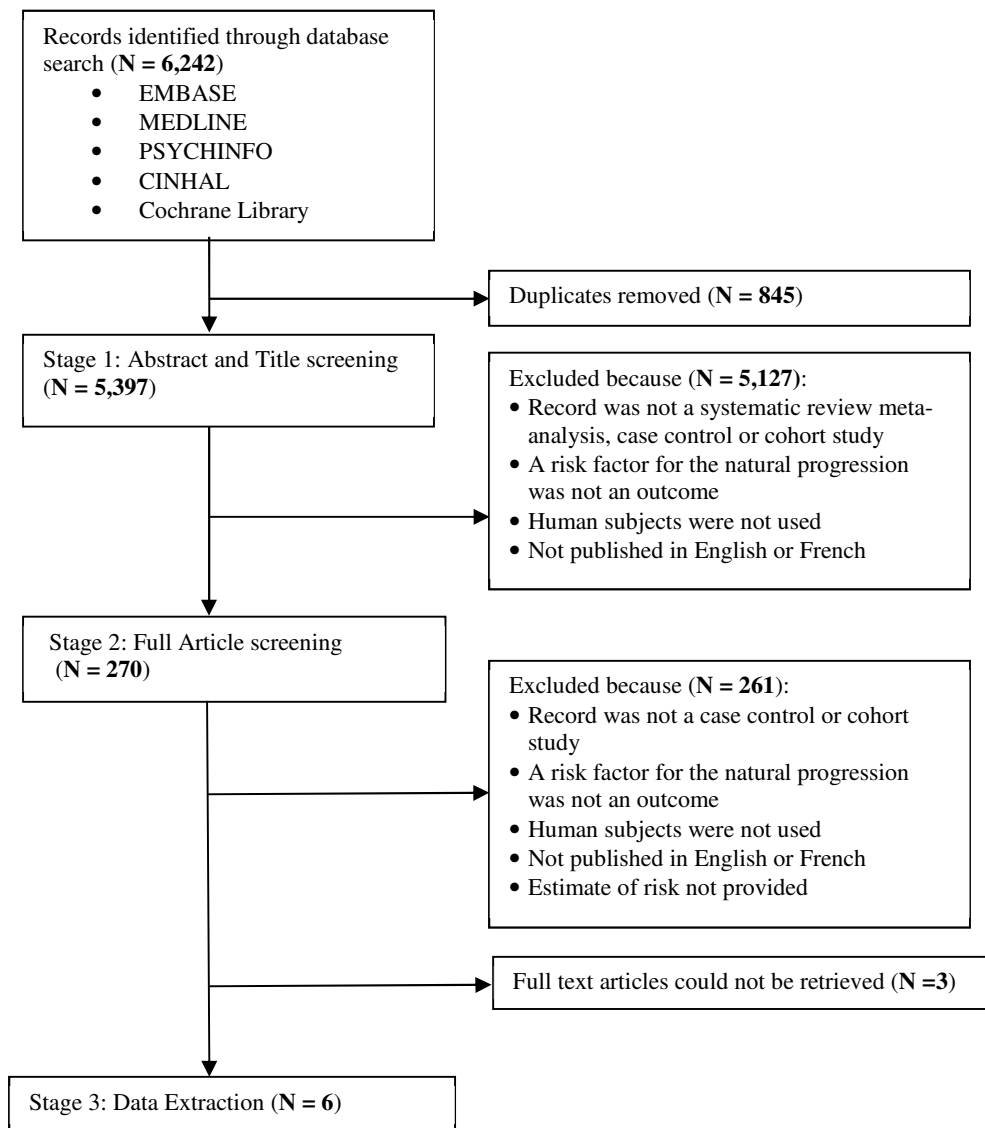 Records identified through database
search (N = 6,242)
• EMBASE
• MEDLINE
• PSYCHINFO
• CINHAL
• Cochrane Library
Duplicates removed (N = 845)
Stage 1: Abstract and Title screening
(N = 5,397)
Excluded because (N = 5,127):
• Record was not a systematic review meta-
analysis, case control or cohort study
• A risk factor for the natural progression
was not an outcome
• Human subjects were not used
• Not published in English or French
Stage 2: Full Article screening
(N = 270)
Excluded because (N = 261):
• Record was not a case control or cohort
study
• A risk factor for the natural progression
was not an outcome
• Human subjects were not used
• Not published in English or French
• Estimate of risk not provided
Full text articles could not be retrieved (N =3)
Stage 3: Data Extraction (N = 6)